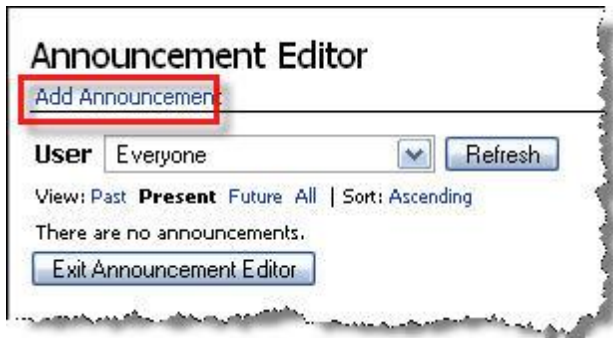 Announcement Editor
Add Announcement
User Everyone Refresh
View: Past Present Future All | Sort: Ascending
There are no announcements.
Exit Announcement Editor